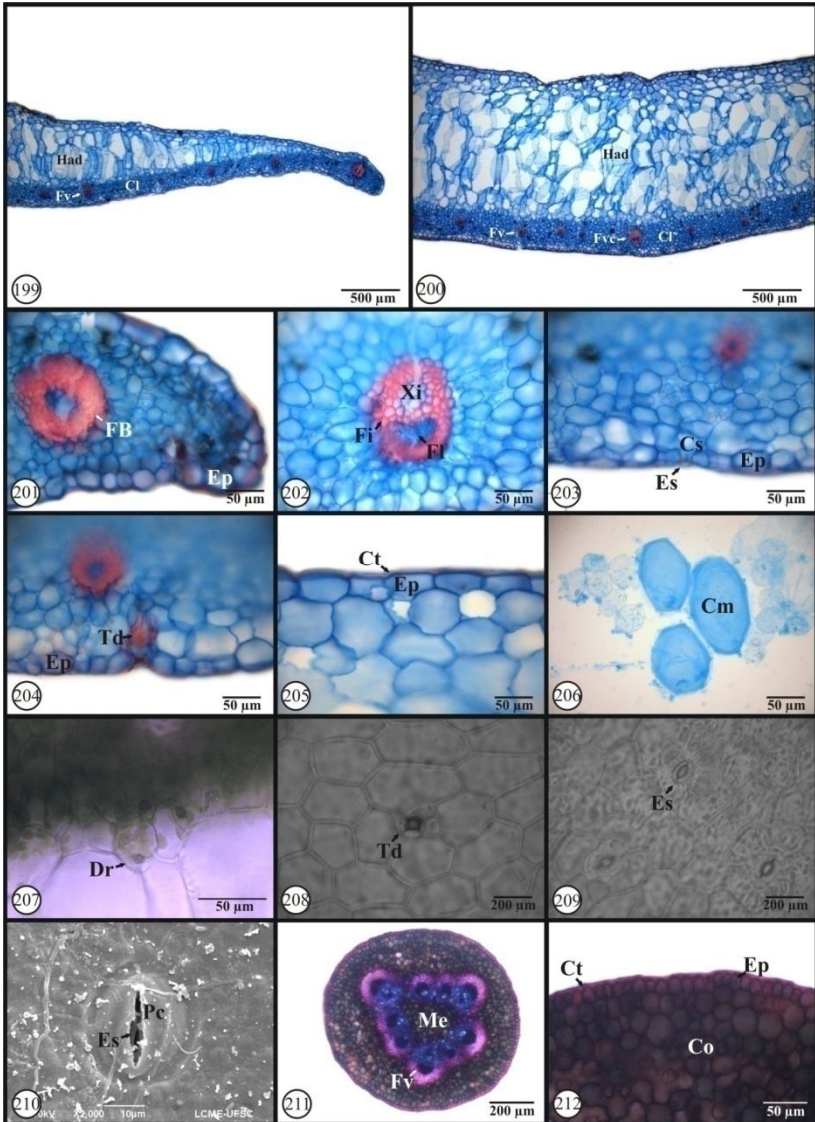 Had
Cl
Fv
500 µm
199
Had
Fv
Fvc
Cl
500 µm
200
FB
Ep
50 µm
201
Xi
Fi
Fl
50 µm
202
Cs
Ep
Es
50 µm
203
Td
Ep
50 µm
204
Ct
Ep
50 µm
205
Cm
50 µm
206
Dr
50 µm
207
Td
200 µm
208
Es
200 µm
209
Pc
Es
0kV X2,000 10µm LCME-UFSC
210
Me
Fv
200 µm
211
Ct
Ep
Co
50 µm
212